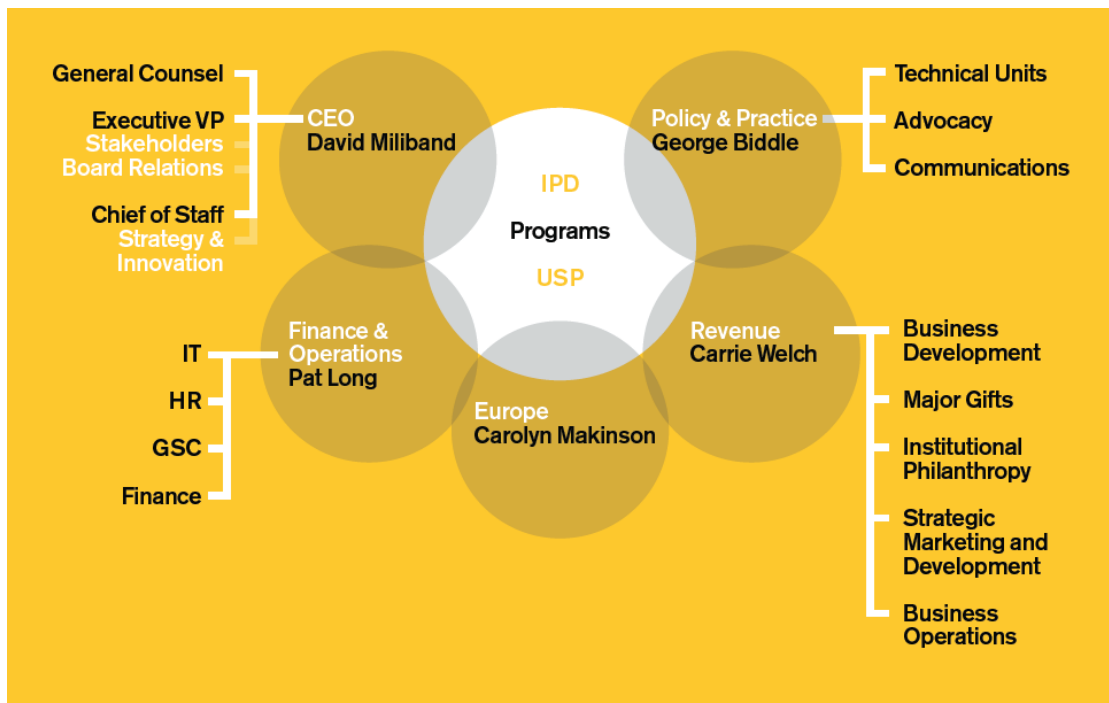 General Counsel
Executive VP
Stakeholders
Board Relations
Chief of Staff
Strategy &
Innovation
CEO
David Miliband
IPD
Programs
USP
Policy & Practice
George Biddle
Technical Units
Advocacy
Communications
IT
HR
GSC
Finance
Finance &
Operations
Pat Long
Europe
Carolyn Makinson
Revenue
Carrie Welch
Business
Development
Major Gifts
Institutional
Philanthropy
Strategic
Marketing and
Development
Business
Operations